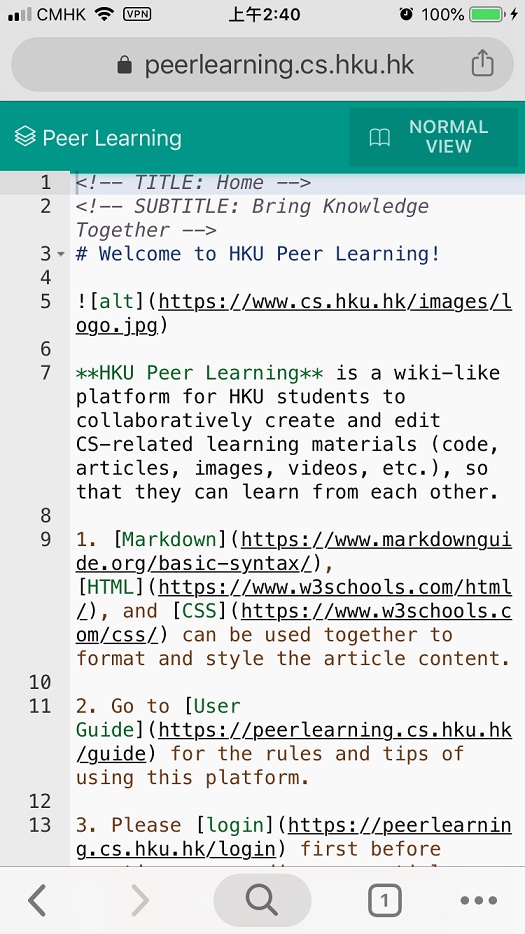 CMHK VPN 上午2:40 100%
peerlearning.cs.hku.hk
Peer Learning
NORMAL
VIEW
1 <!-- TITLE: Home -->
2 <!-- SUBTITLE: Bring Knowledge
Together -->
3 # Welcome to HKU Peer Learning!
4
5 ![alt](https://www.cs.hku.hk/images/l
ogo.jpg)
6
7 **HKU Peer Learning** is a wiki-like
platform for HKU students to
collaboratively create and edit
CS-related learning materials (code,
articles, images, videos, etc.), so
that they can learn from each other.
8
9 1. [Markdown](https://www.markdowngui
de.org/basic-syntax/),
[HTML](https://www.w3schools.com/html
/), and [CSS](https://www.w3schools.c
om/css/) can be used together to
format and style the article content.
10
11 2. Go to [User
Guide](https://peerlearning.cs.hku.hk
/guide) for the rules and tips of
using this platform.
12
13 3. Please [login](https://peerlearnin
g.cs.hku.hk/login) first before
1